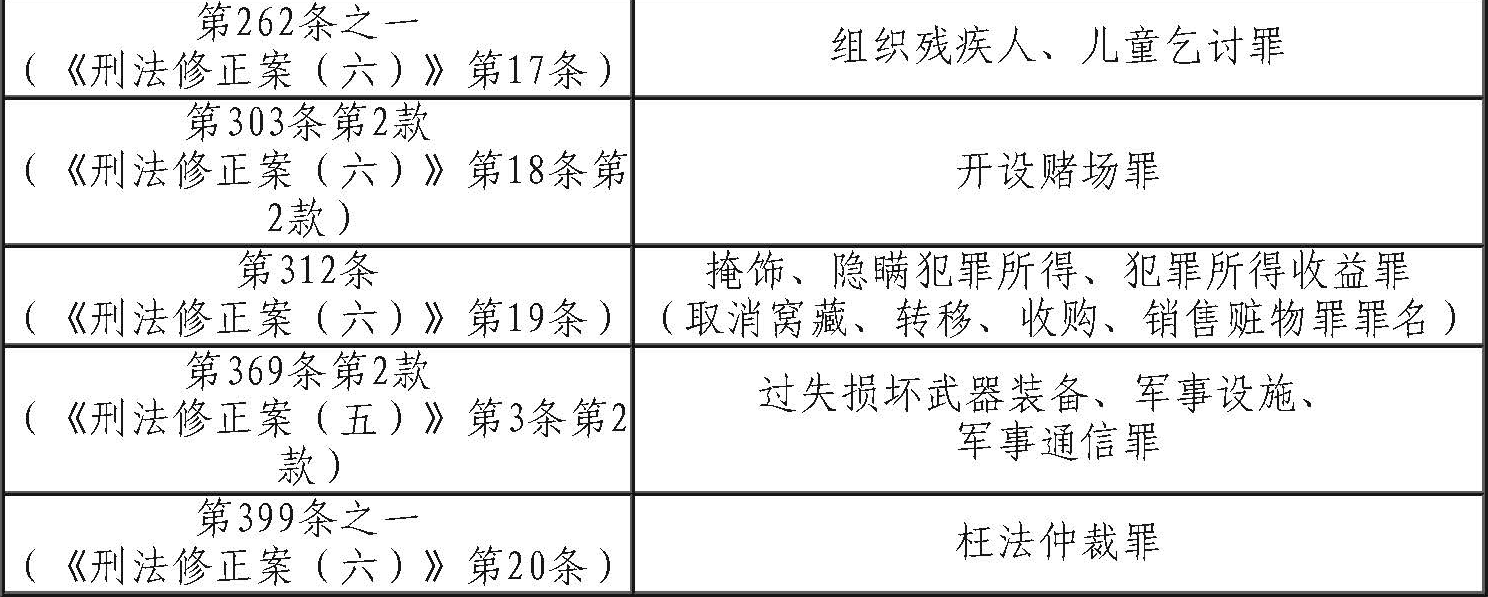 第262条之一
（《刑法修正案（六）》第17条）
组织残疾人、儿童乞讨罪
第303条第2款
（《刑法修正案（六）》第18条第
2款）
开设赌场罪
第312条
（《刑法修正案（六）》第19条）
掩饰、隐瞒犯罪所得、犯罪所得收益罪
（取消窝藏、转移、收购、销售赃物罪罪名）
第369条第2款
（《刑法修正案（五）》第3条第2
款）
过失损坏武器装备、军事设施、
军事通信罪
第399条之一
（《刑法修正案（六）》第20条）
枉法仲裁罪